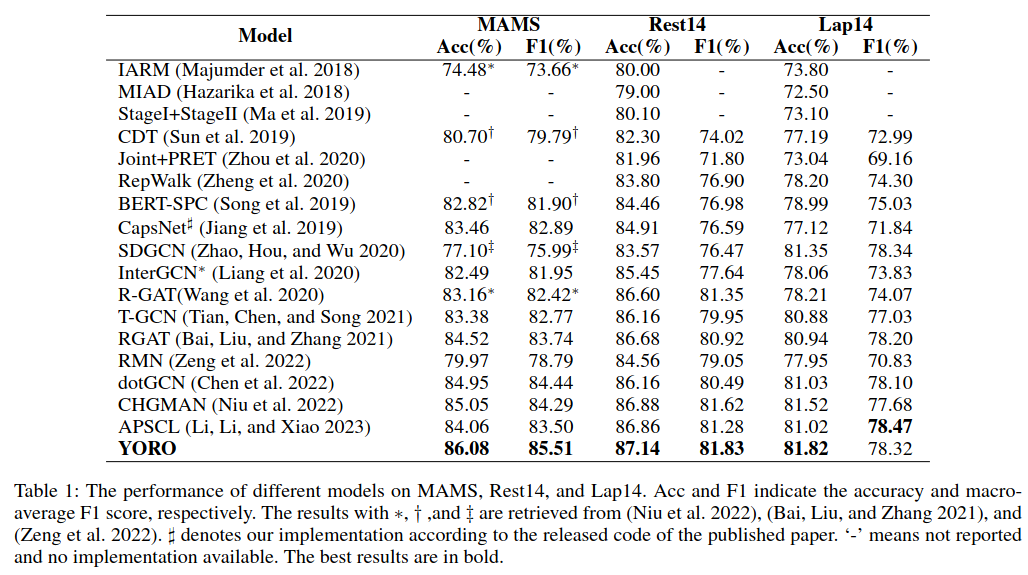 Model MAMS Rest14 Lap14
Acc(%) F1(%) Acc(%) F1(%) Acc(%) F1(%)
IARM (Majumder et al. 2018) 74.48* 73.66* 80.00 - 73.80 -
MIAD (Hazarika et al. 2018) - - 79.00 - 72.50 -
StageI+StageII (Ma et al. 2019) - - 80.10 - 73.10 -
CDT (Sun et al. 2019) 80.70† 79.79† 82.30 74.02 77.19 72.99
Joint+PRET (Zhou et al. 2020) - - 81.96 71.80 73.04 69.16
RepWalk (Zheng et al. 2020) - - 83.80 76.90 78.20 74.30
BERT-SPC (Song et al. 2019) 82.82† 81.90† 84.46 76.98 78.99 75.03
CapsNet♯ (Jiang et al. 2019) 83.46 82.89 84.91 76.59 77.12 71.84
SDGCN (Zhao, Hou, and Wu 2020) 77.10‡ 75.99‡ 83.57 76.47 81.35 78.34
InterGCN* (Liang et al. 2020) 82.49 81.95 85.45 77.64 78.06 73.83
R-GAT(Wang et al. 2020) 83.16* 82.42* 86.60 81.35 78.21 74.07
T-GCN (Tian, Chen, and Song 2021) 83.38 82.77 86.16 79.95 80.88 77.03
RGAT (Bai, Liu, and Zhang 2021) 84.52 83.74 86.68 80.92 80.94 78.20
RMN (Zeng et al. 2022) 79.97 78.79 84.56 79.05 77.95 70.83
dotGCN (Chen et al. 2022) 84.95 84.44 86.16 80.49 81.03 78.10
CHGMAN (Niu et al. 2022) 85.05 84.29 86.88 81.62 81.52 77.68
APSCL (Li, Li, and Xiao 2023) 84.06 83.50 86.86 81.28 81.02 78.47
YORO 86.08 85.51 87.14 81.83 81.82 78.32
Table 1: The performance of different models on MAMS, Rest14, and Lap14. Acc and F1 indicate the accuracy and macro-
average F1 score, respectively. The results with *, † ,and ‡ are retrieved from (Niu et al. 2022), (Bai, Liu, and Zhang 2021), and
(Zeng et al. 2022). ♯ denotes our implementation according to the released code of the published paper. ‘-’ means not reported
and no implementation available. The best results are in bold.